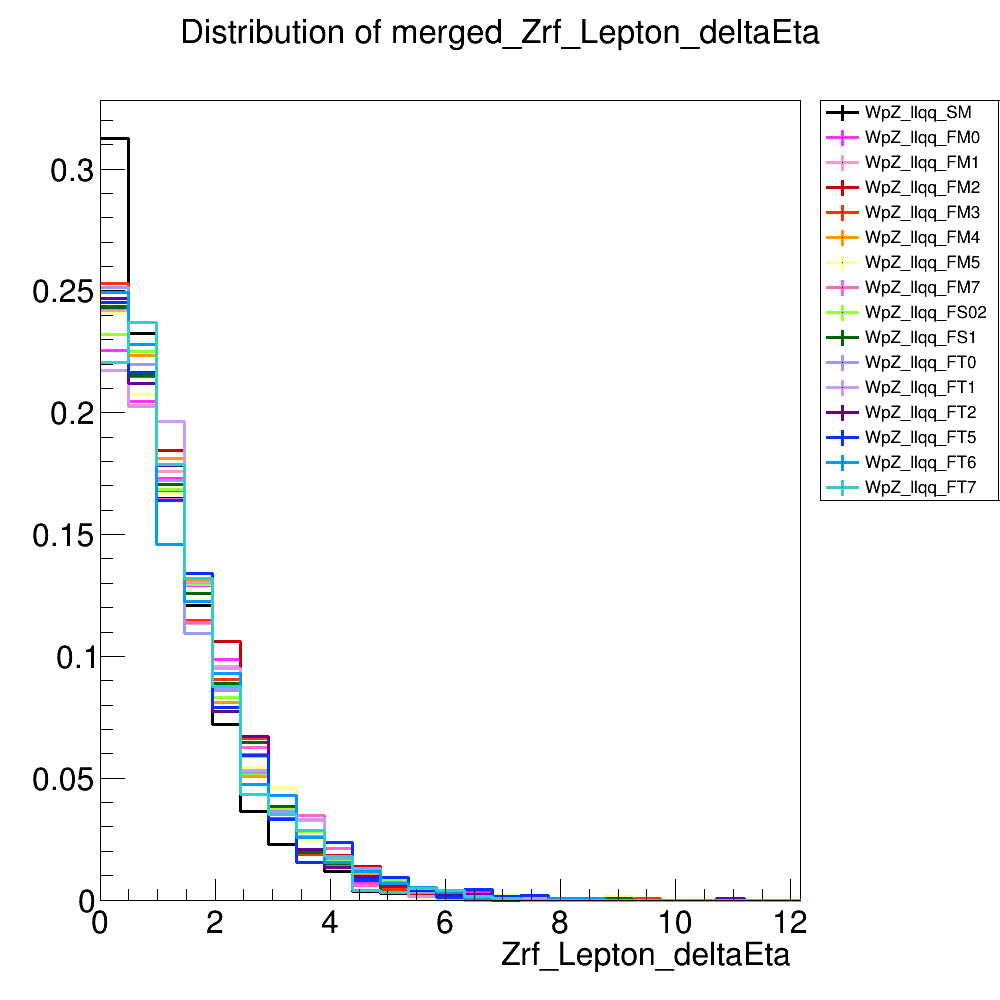 Distribution of merged_Zrf_Lepton_deltaEta
WpZ_llqq_SM
WpZ_llqq_FM0
WpZ_llqq_FM1
WpZ_llqq_FM2
WpZ_llqq_FM3
WpZ_llqq_FM4
WpZ_llqq_FM5
WpZ_llqq_FM7
WpZ_llqq_FS02
WpZ_llqq_FS1
WpZ_llqq_FT0
WpZ_llqq_FT1
WpZ_llqq_FT2
WpZ_llqq_FT5
WpZ_llqq_FT6
WpZ_llqq_FT7
0.3
0.25
0.2
0.15
0.1
0.05
0
0 2 4 6 8 10 12
Zrf_Lepton_deltaEta